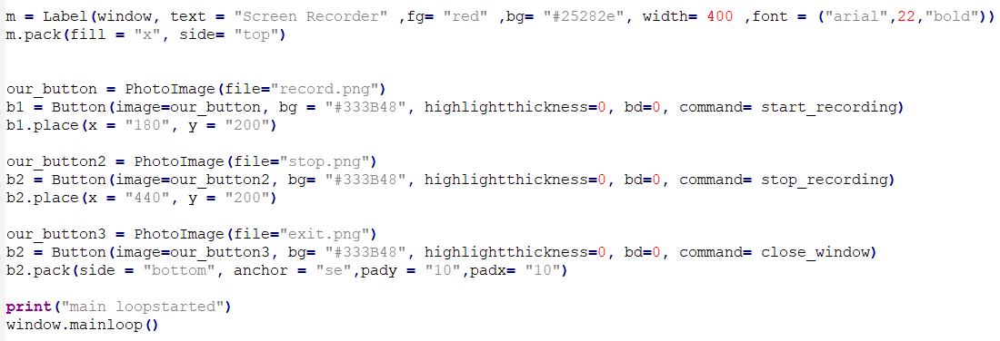 m = Label(window, text = "Screen Recorder" ,fg= "red" ,bg= "#25282e", width= 400 ,font = ("arial",22,"bold"))
m.pack(fill = "x", side= "top")
our_button = PhotoImage(file="record.png")
b1 = Button(image=our_button, bg = "#333B48", highlightthickness=0, bd=0, command= start_recording)
b1.place(x = "180", y = "200")
our_button2 = PhotoImage(file="stop.png")
b2 = Button(image=our_button2, bg= "#333B48", highlightthickness=0, bd=0, command= stop_recording)
b2.place(x = "440", y = "200")
our_button3 = PhotoImage(file="exit.png")
b2 = Button(image=our_button3, bg= "#333B48", highlightthickness=0, bd=0, command= close_window)
b2.pack(side = "bottom", anchor = "se",pady = "10",padx= "10")
print("main loopstarted")
window.mainloop()